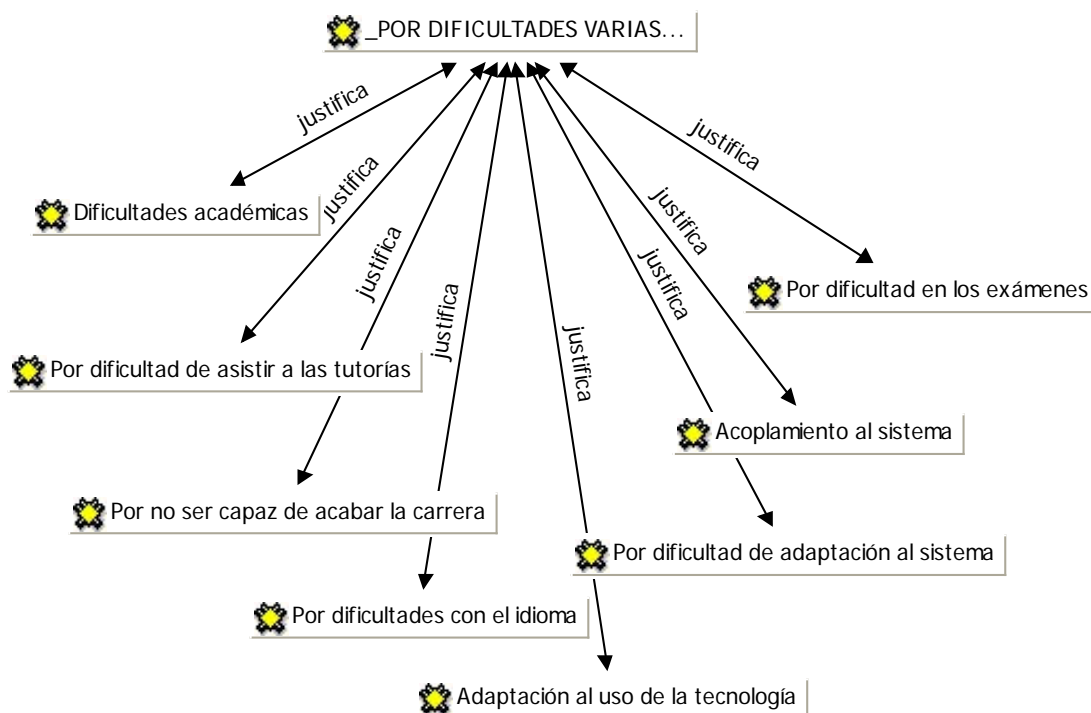 _POR DIFICULTADES VARIAS...
justifica
justifica
justifica
justifica
justifica
justifica
justifica
justifica
Dificultades académicas
Por dificultad en los exámenes
Por dificultad de asistir a las tutorías
Acoplamiento al sistema
Por no ser capaz de acabar la carrera
Por dificultad de adaptación al sistema
Por dificultades con el idioma
Adaptación al uso de la tecnología